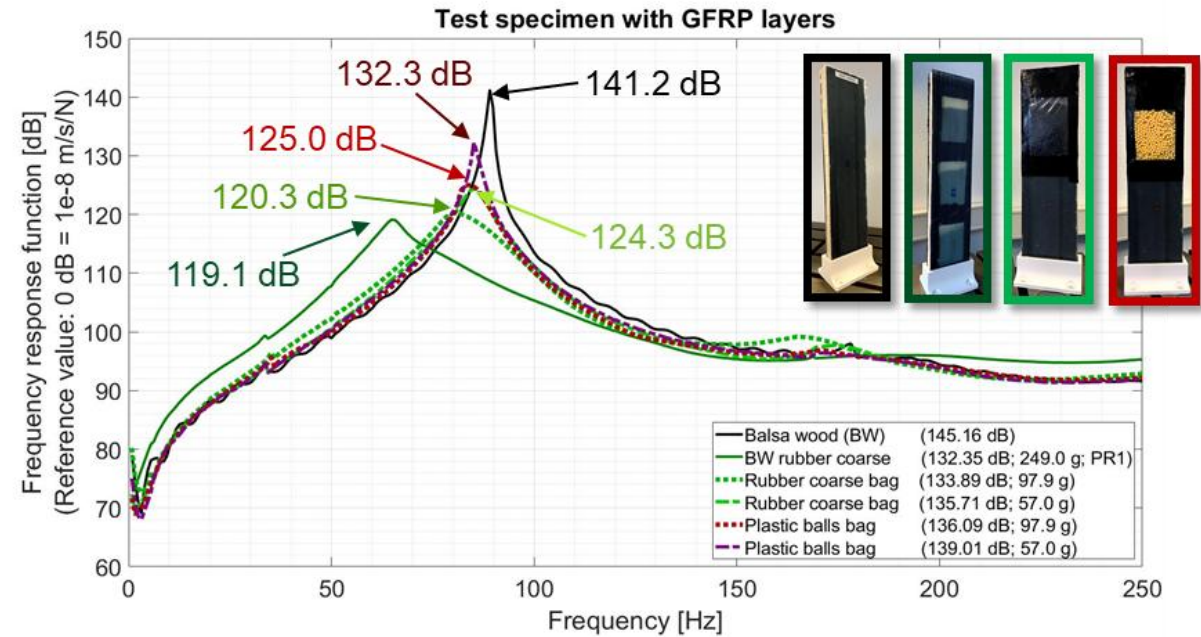 Test specimen with GFRP layers
150
140
130
120
110
100
90
80
70
60
Frequency response function [dB]
(Reference value: 0 dB = 1e-8 m/s/N)
132.3 dB
141.2 dB
125.0 dB
120.3 dB
124.3 dB
119.1 dB
Balsa wood (BW) (145.16 dB)
BW rubber coarse (132.35 dB; 249.0 g; PR1)
Rubber coarse bag (133.89 dB; 97.9 g)
Rubber coarse bag (135.71 dB; 57.0 g)
Plastic balls bag (136.09 dB; 97.9 g)
Plastic balls bag (139.01 dB; 57.0 g)
0 50 100 150 200 250
Frequency [Hz]